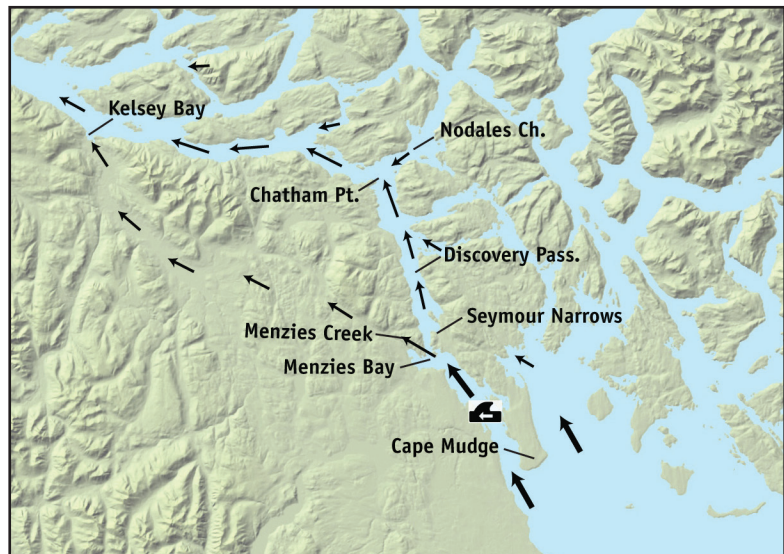 Kelsey Bay
Nodales Ch.
Chatham Pt.
Discovery Pass.
Seymour Narrows
Menzies Creek
Menzies Bay
Cape Mudge